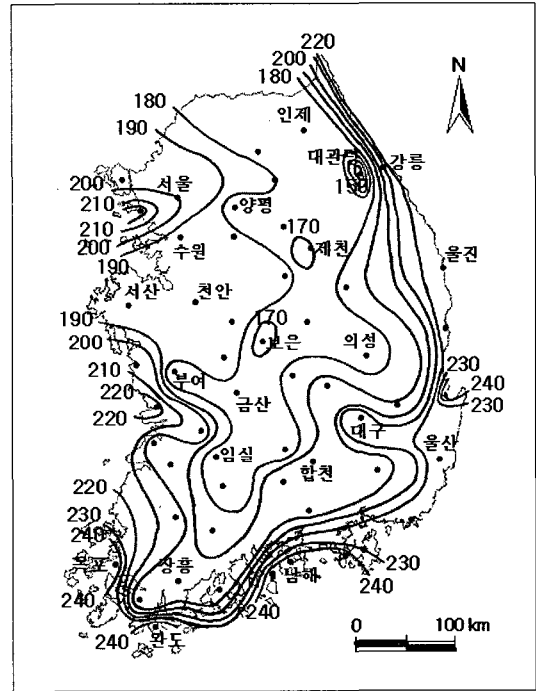 220
200
180
N
180
인제
190
대관령
강릉
150
200
서울
210
양평
170
210
제천
200
수원
울진
190
천안
서산
170
190
의성
200
보은
230
210
부여
240
금산
230
220
대구
220
울산
임실
합천
220
230
240
230
목포
장흥
남해
240
240
240
240
완도
0
100 km